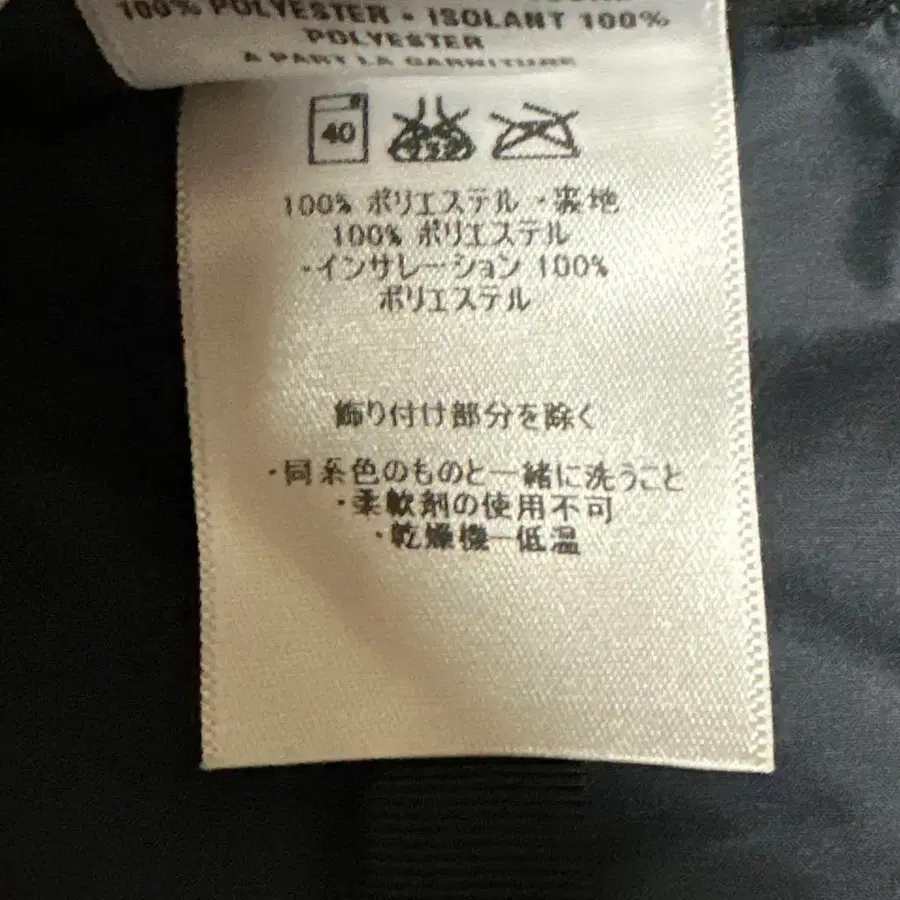 100% POLYESTER • ISOLANT 100%
POLYESTER
A PART LA GARNITURE
40
100% ポリエステル ・裏地
100% ポリエステル
・インサレーション 100%
ポリエステル
飾り付け部分を除く
・同系色のものと一緒に洗うこと
・柔軟剤の使用不可
・乾燥機一低温